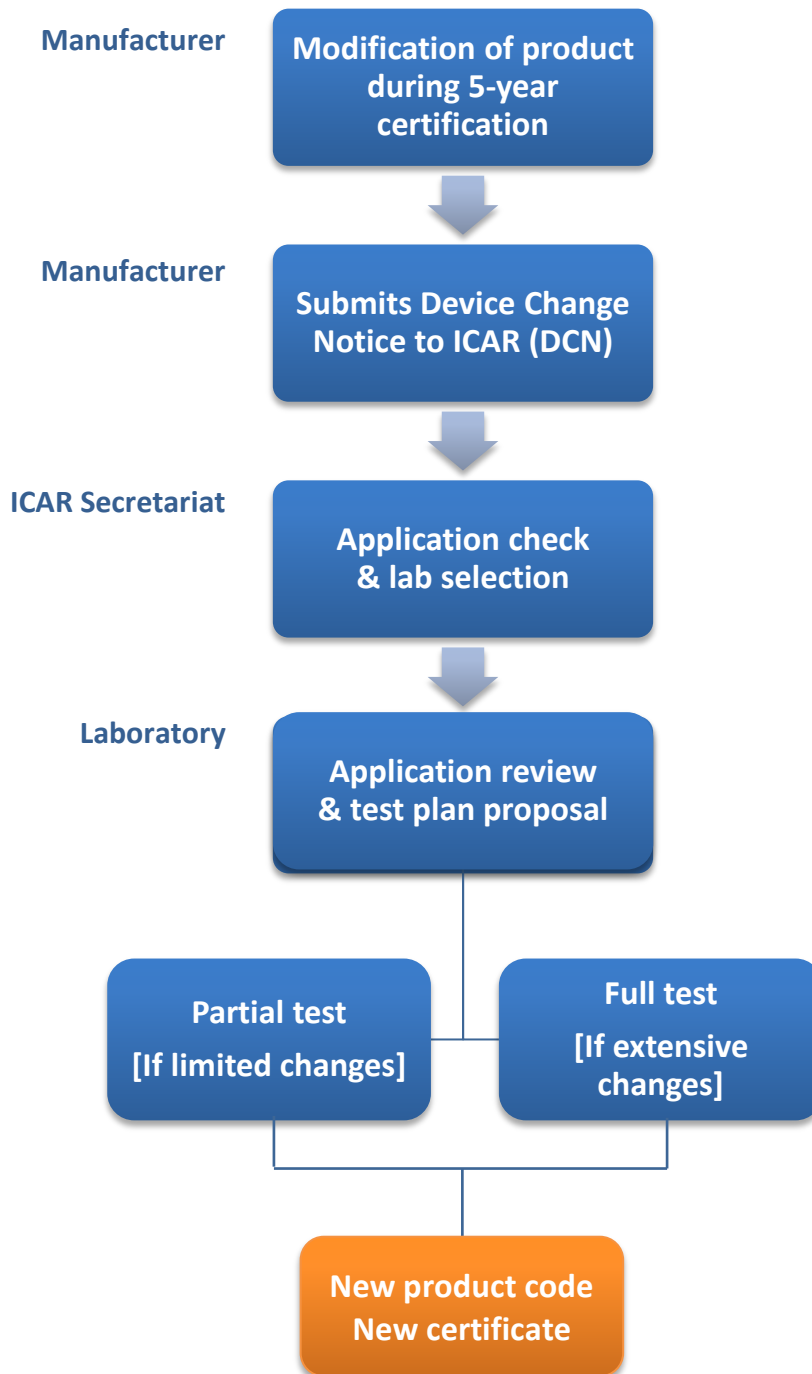 Manufacturer
Modification of product
during 5-year
certification
Manufacturer
Submits Device Change
Notice to ICAR (DCN)
ICAR Secretariat
Application check
& lab selection
Laboratory
Application review
& test plan proposal
Partial test
[If limited changes]
Full test
[If extensive
changes]
New product code
New certificate